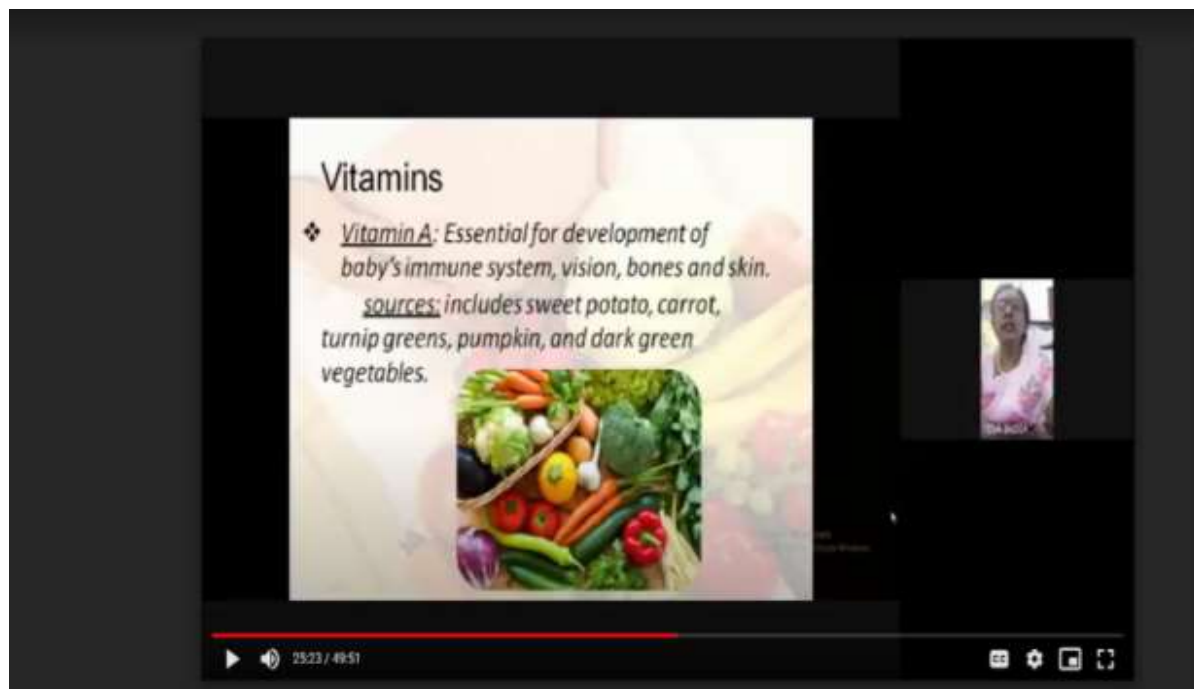 Vitamins
❖ Vitamin A: Essential for development of
baby's immune system, vision, bones and skin.
sources: includes sweet potato, carrot,
turnip greens, pumpkin, and dark green
vegetables.
25:23 / 49:51
CC